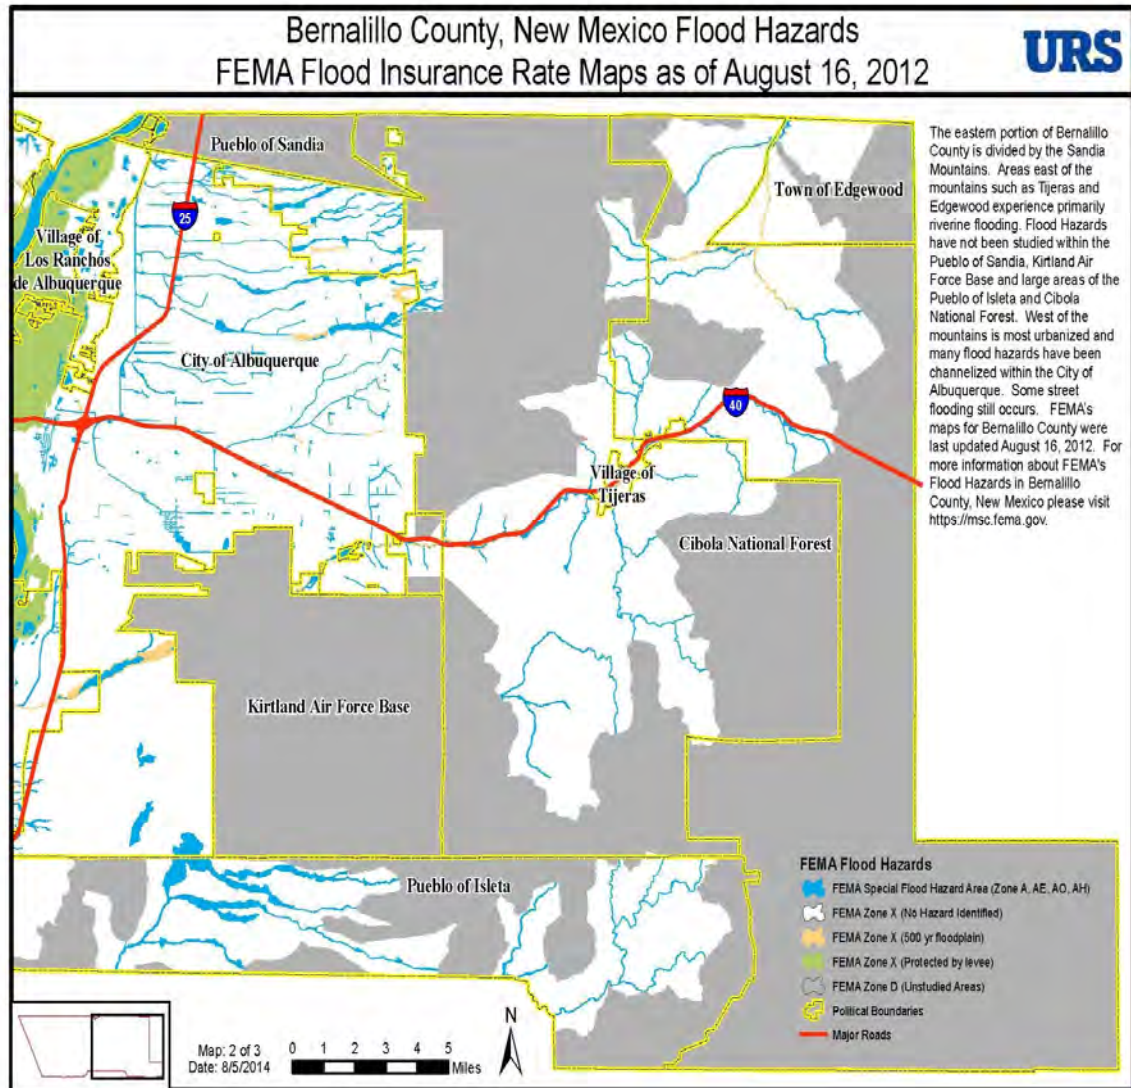 Bernalillo County, New Mexico Flood Hazards
FEMA Flood Insurance Rate Maps as of August 16, 2012
URS
The eastern portion of Bernalillo
County is divided by the Sandia
Mountains. Areas east of the
mountains such as Tijeras and
Edgewood experience primarily
riverine flooding. Flood Hazards
have not been studied within the
Pueblo of Sandia, Kirtland Air
Force Base and large areas of the
Pueblo of Isleta and Cibola
National Forest. West of the
mountains is most urbanized and
many flood hazards have been
channelized within the City of
Albuquerque. Some street
flooding still occurs. FEMA's
maps for Bernalillo County were
last updated August 16, 2012. For
more information about FEMA's
Flood Hazards in Bernalillo
County, New Mexico please visit
https://msc.fema.gov.
Pueblo of Sandia
Town of Edgewood
25
Village of
Los Ranchos
de Albuquerque
City of Albuquerque
40
Village of
Tijeras
Cibola National Forest
Kirtland Air Force Base
Pueblo of Isleta
FEMA Flood Hazards
FEMA Special Flood Hazard Area (Zone A, AE, AO, AH)
FEMA Zone X (No Hazard Identified)
FEMA Zone X (500 yr floodplain)
FEMA Zone X (Protected by levee)
FEMA Zone D (Unstudied Areas)
Political Boundaries
Major Roads
Map: 2 of 3
Date: 8/5/2014
0 1 2 3 4 5
Miles
N